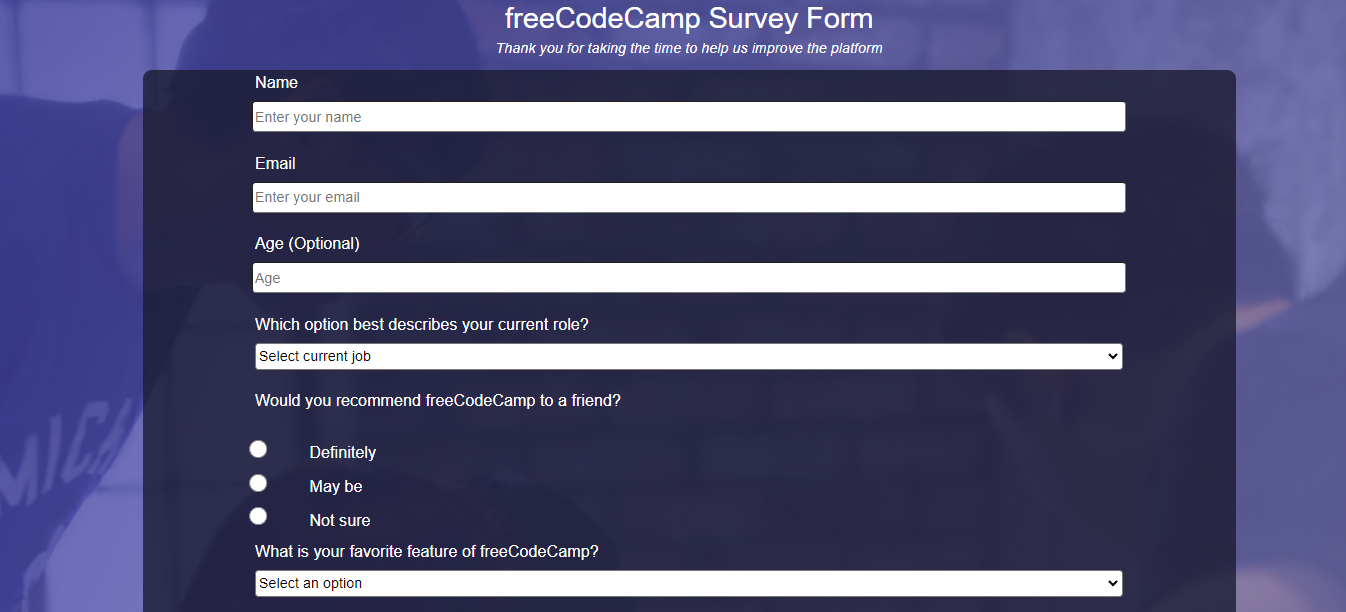 freeCodeCamp Survey Form
Thank you for taking the time to help us improve the platform
Name
Enter your name
Email
Enter your email
Age (Optional)
Age
Which option best describes your current role?
Select current job
Would you recommend freeCodeCamp to a friend?
Definitely
May be
Not sure
What is your favorite feature of freeCodeCamp?
Select an option
MICH